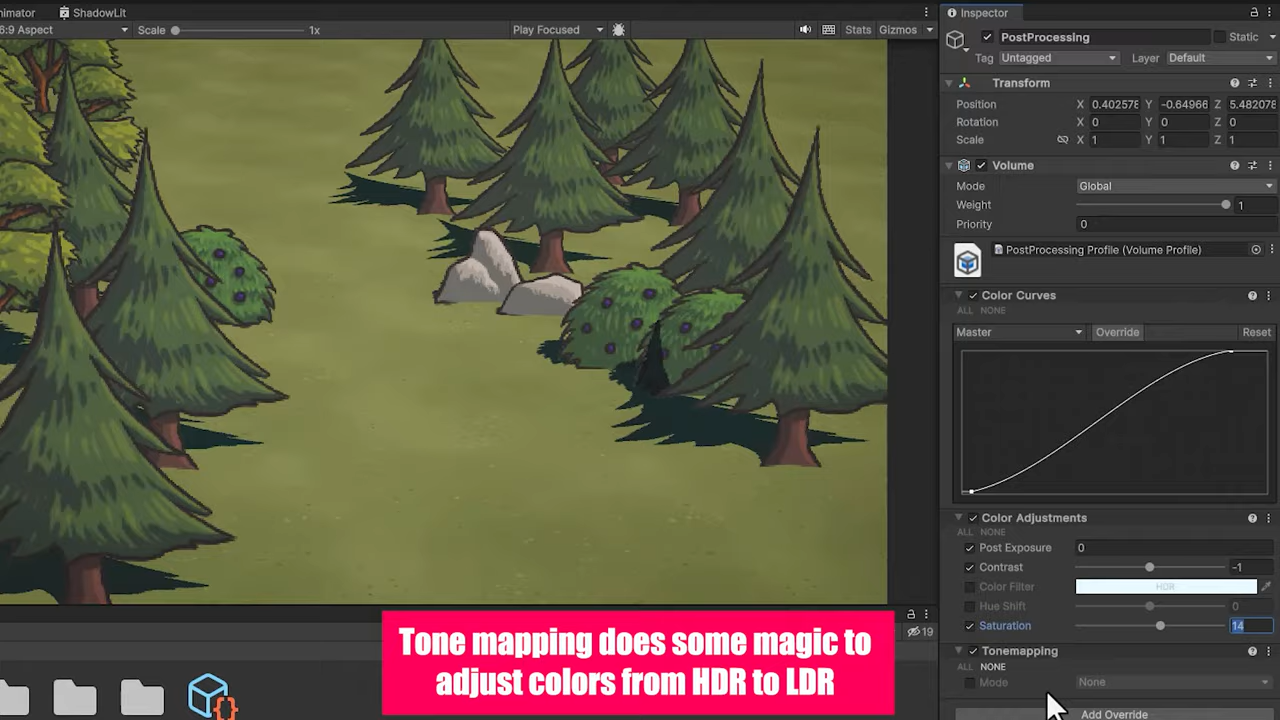 nimator
ShadowLit
6:9 Aspect
Scale
1x
Play Focused
Stats
Gizmos
Inspector
PostProcessing
Static
Tag
Untagged
Layer
Default
Transform
Position
X 0.402578 Y -0.64966 Z 5.482078
Rotation
X 0 Y 0 Z 0
Scale
X 1 Y 1 Z 1
Volume
Mode
Global
Weight
1
Priority
0
PostProcessing Profile (Volume Profile)
Color Curves
ALL NONE
Master
Override
Reset
Color Adjustments
ALL NONE
Post Exposure
0
Contrast
-1
Color Filter
HDR
Hue Shift
0
Saturation
14
Tonemapping
ALL NONE
Mode
None
Add Override
19
Tone mapping does some magic to
adjust colors from HDR to LDR